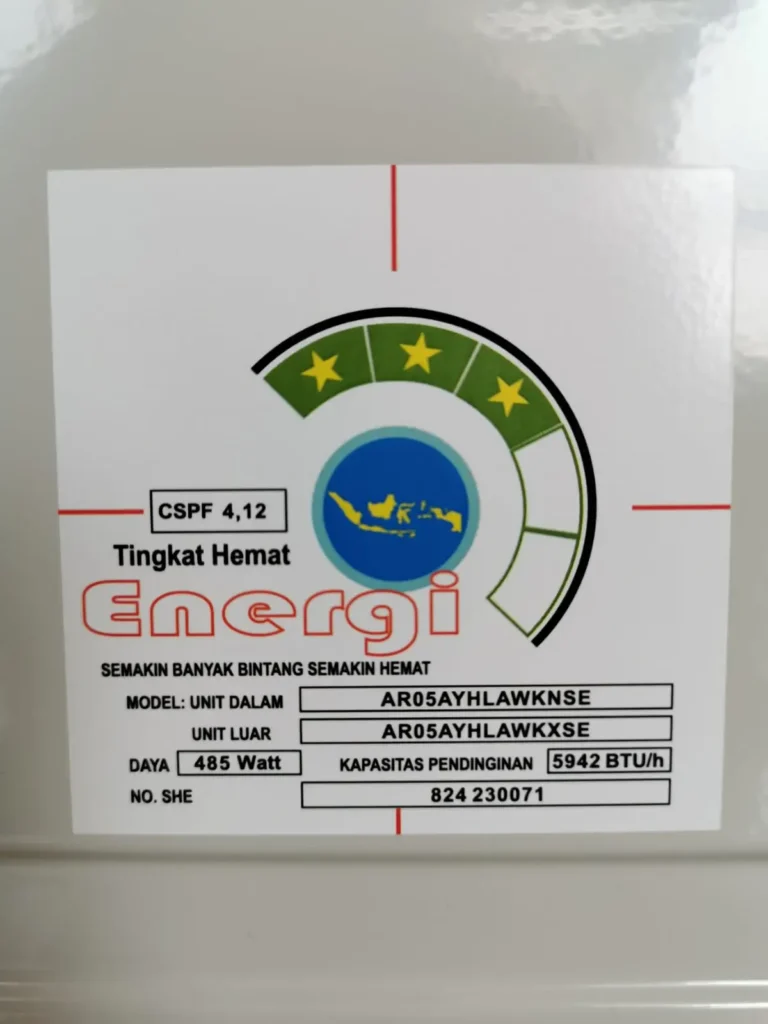 CSPF 4,12
Tingkat Hemat
Energi
SEMAKIN BANYAK BINTANG SEMAKIN HEMAT
MODEL: UNIT DALAM AR05AYHLAWKNSE
UNIT LUAR AR05AYHLAWKXSE
DAYA 485 Watt KAPASITAS PENDINGINAN 5942 BTU/h
NO. SHE 824 230071